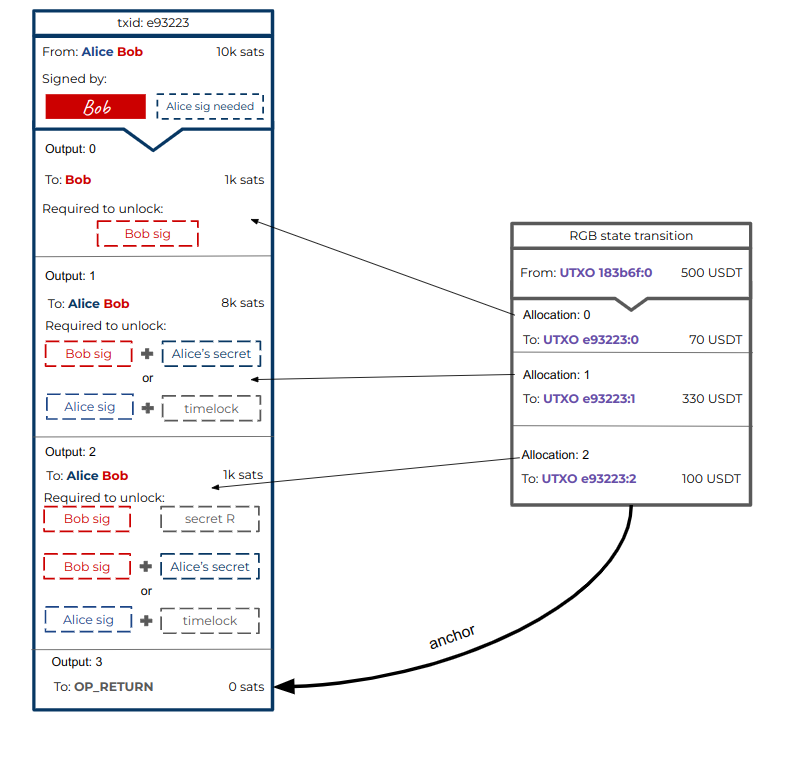 txid: e93223
From: Alice Bob 10k sats
Signed by:
Bob Alice sig needed
Output: 0
To: Bob 1k sats
Required to unlock:
Bob sig
Output: 1
To: Alice Bob 8k sats
Required to unlock:
Bob sig + Alice's secret
or
Alice sig + timelock
Output: 2
To: Alice Bob 1k sats
Required to unlock:
Bob sig secret R
Bob sig + Alice's secret
or
Alice sig + timelock
Output: 3
To: OP_RETURN 0 sats
RGB state transition
From: UTXO 183b6f:0 500 USDT
Allocation: 0
To: UTXO e93223:0 70 USDT
Allocation: 1
To: UTXO e93223:1 330 USDT
Allocation: 2
To: UTXO e93223:2 100 USDT
anchor